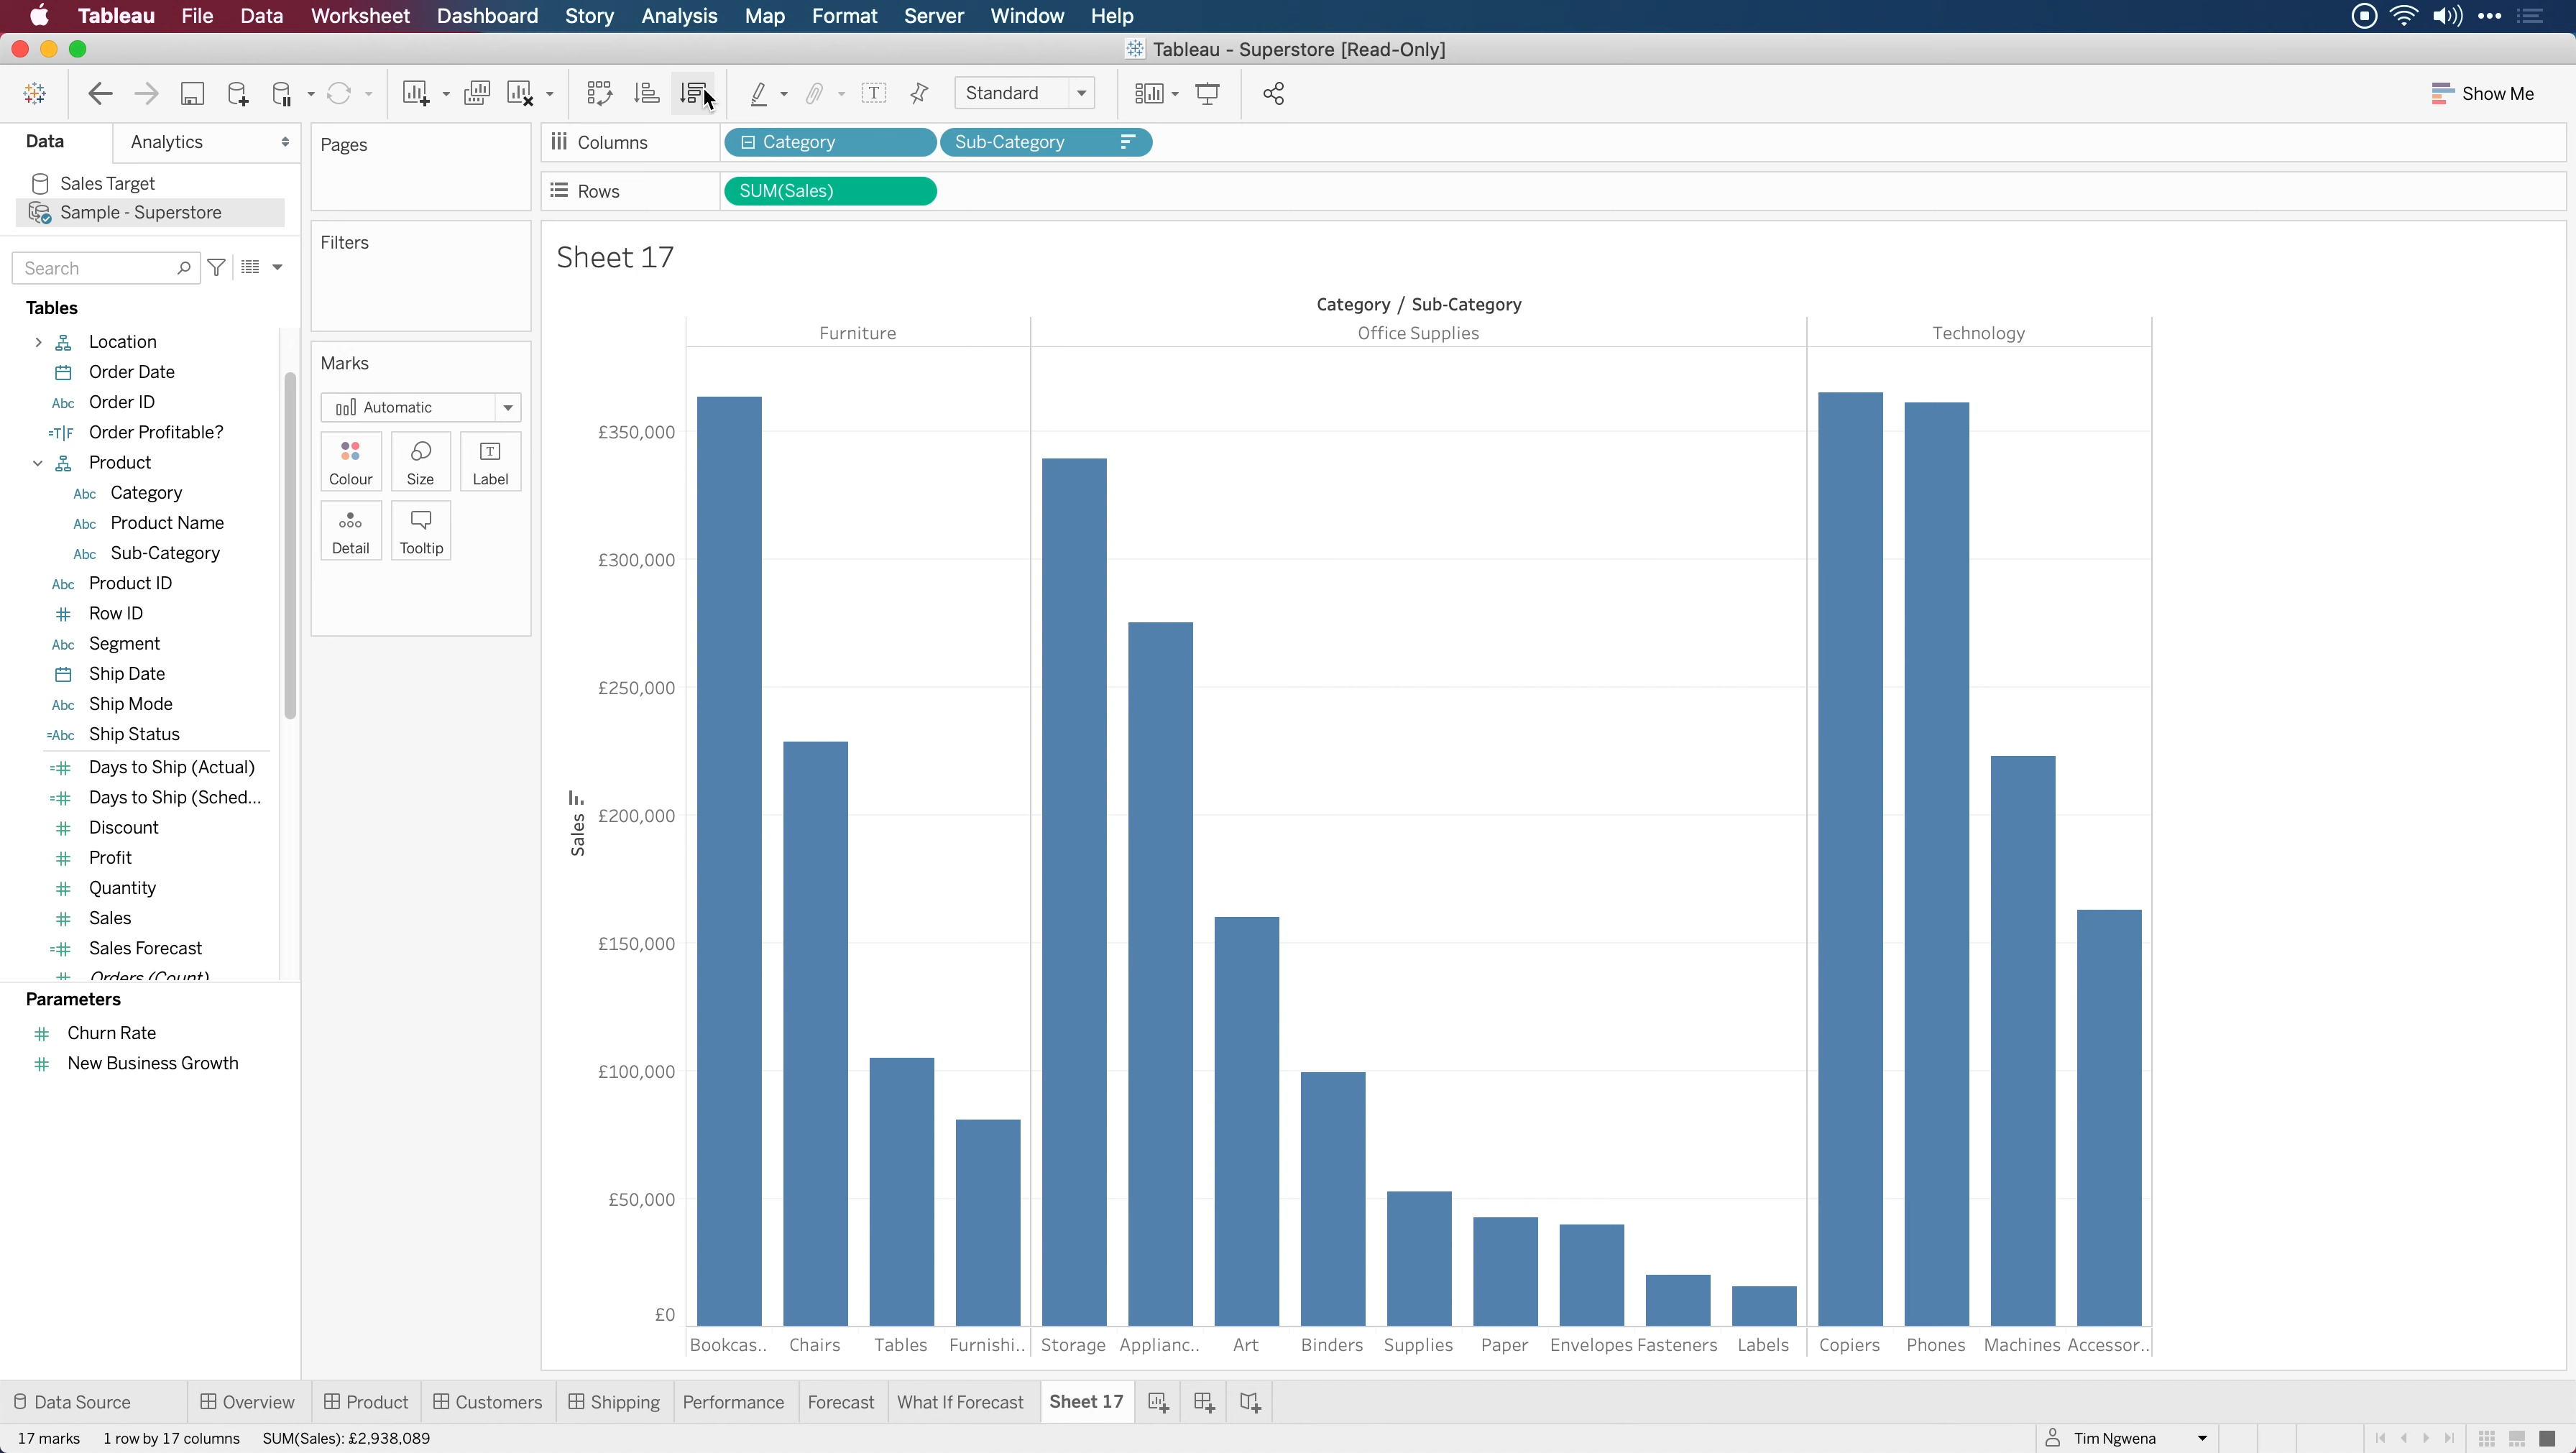 Tableau File Data Worksheet Dashboard Story Analysis Map Format Server Window Help
Tableau - Superstore [Read-Only]
Standard
Show Me
Data
Analytics
Sales Target
Sample - Superstore
Search
Tables
Location
Order Date
Abc Order ID
=T|F Order Profitable?
Product
Abc Category
Abc Product Name
Abc Sub-Category
Abc Product ID
# Row ID
Abc Segment
Ship Date
Abc Ship Mode
=Abc Ship Status
=# Days to Ship (Actual)
=# Days to Ship (Sched...
# Discount
# Profit
# Quantity
# Sales
=# Sales Forecast
# Orders (Count)
Parameters
# Churn Rate
# New Business Growth
Pages
Filters
Marks
Automatic
Colour
Size
T
Label
Detail
Tooltip
Columns
Category
Sub-Category
Rows
SUM(Sales)
Sheet 17
Category / Sub-Category
Furniture
Office Supplies
Technology
Sales
£350,000
£300,000
£250,000
£200,000
£150,000
£100,000
£50,000
£0
Bookcas..
Chairs
Tables
Furnishi..
Storage
Applianc..
Art
Binders
Supplies
Paper
Envelopes
Fasteners
Labels
Copiers
Phones
Machines
Accessor..
Data Source
Overview
Product
Customers
Shipping
Performance
Forecast
What If Forecast
Sheet 17
17 marks
1 row by 17 columns
SUM(Sales): £2,938,089
Tim Ngwena